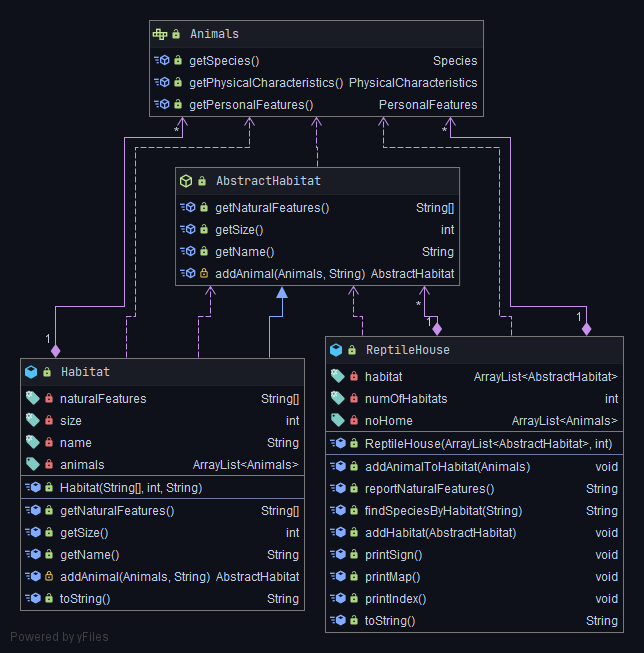 Animals
getSpecies() Species
getPhysicalCharacteristics() PhysicalCharacteristics
getPersonalFeatures() PersonalFeatures
* *
AbstractHabitat
getNaturalFeatures() String[]
getSize() int
getName() String
addAnimal(Animals, String) AbstractHabitat
*
1 1
1
Habitat
naturalFeatures String[]
size int
name String
animals ArrayList<Animals>
Habitat(String[], int, String)
getNaturalFeatures() String[]
getSize() int
getName() String
addAnimal(Animals, String) AbstractHabitat
toString() String
ReptileHouse
habitat ArrayList<AbstractHabitat>
numOfHabitats int
noHome ArrayList<Animals>
ReptileHouse(ArrayList<AbstractHabitat>, int)
addAnimalToHabitat(Animals) void
reportNaturalFeatures() String
findSpeciesByHabitat(String) String
addHabitat(AbstractHabitat) void
printSign() void
printMap() void
printIndex() void
toString() String
Powered by yFiles